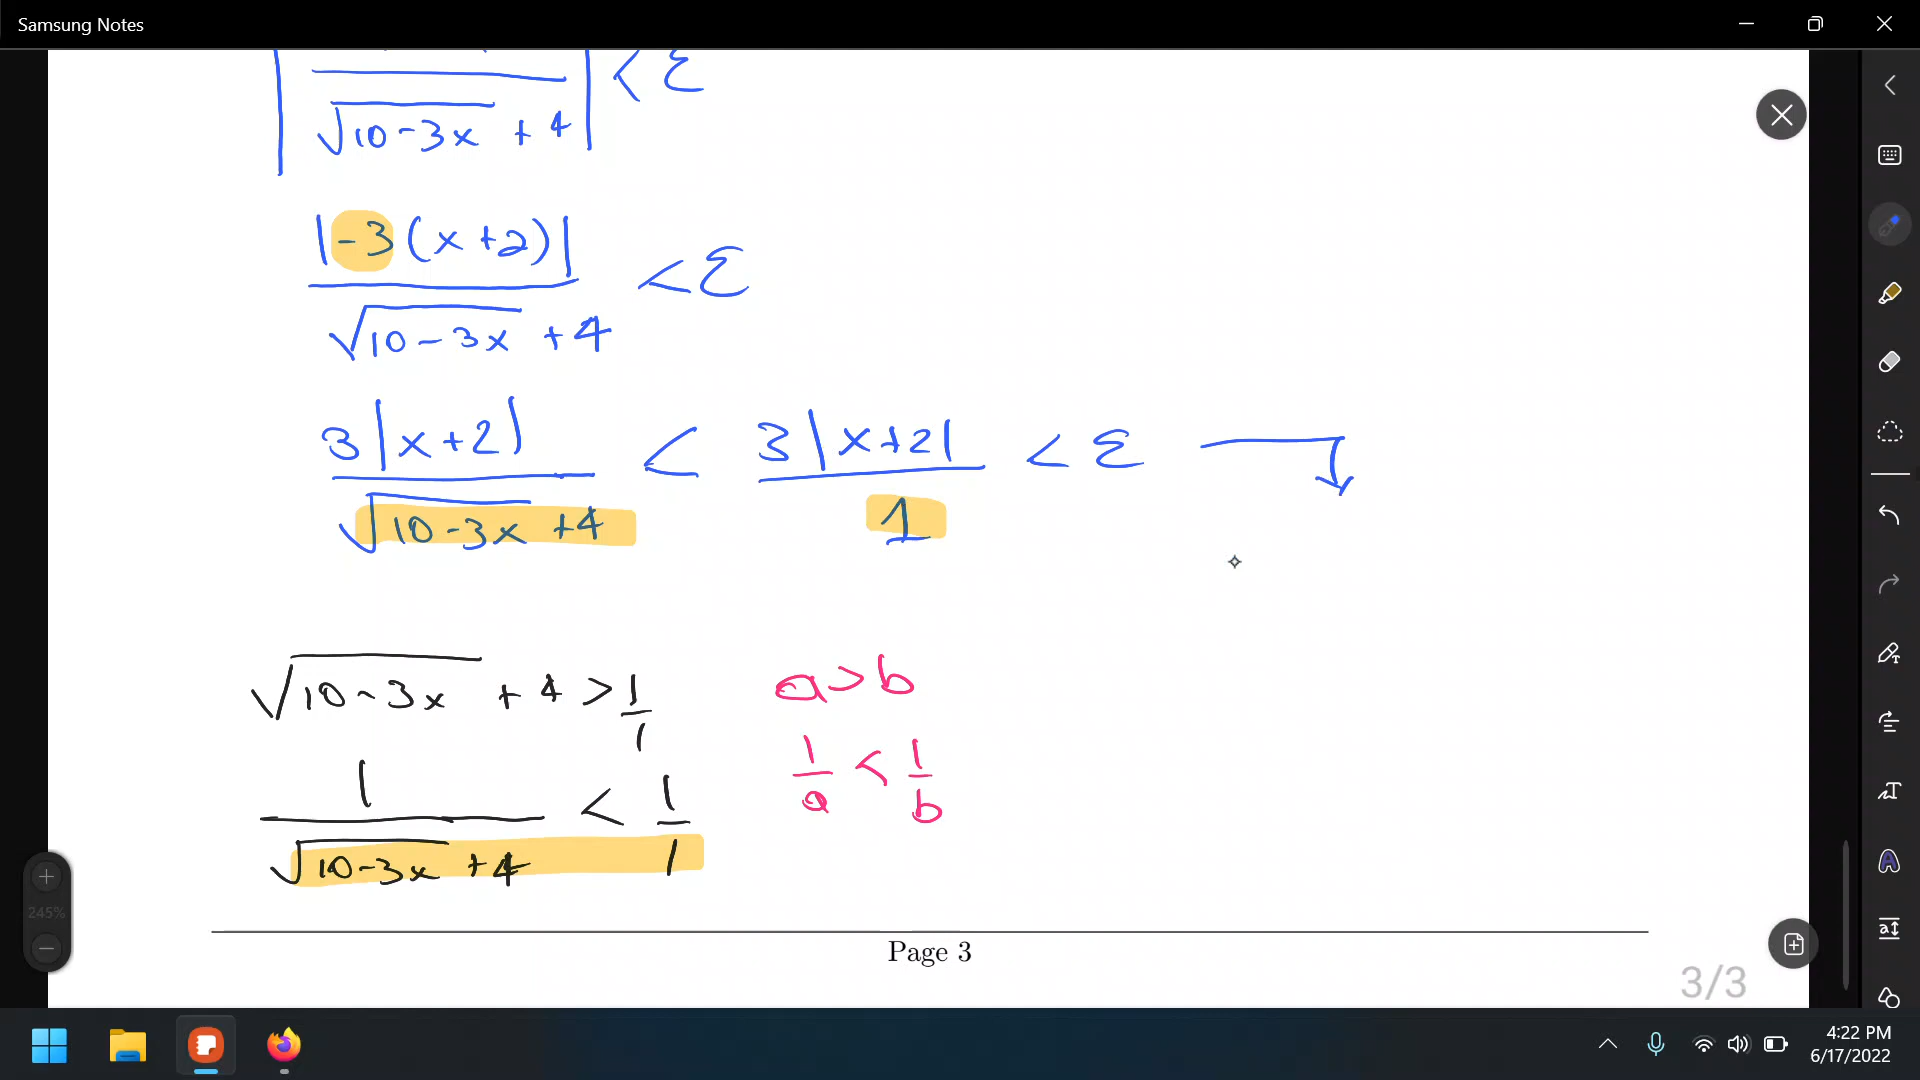 Samsung Notes
√10-3x + 4 < ε
|-3(x+2)|
√10-3x + 4 < ε
3|x+2| < 3|x+2| < ε
√10-3x + 4
1
√10-3x + 4 > 1/1 a>b
1 < 1 1/a < 1/b
√10-3x + 4 1
Page 3
3/3
245%
4:22 PM
6/17/2022